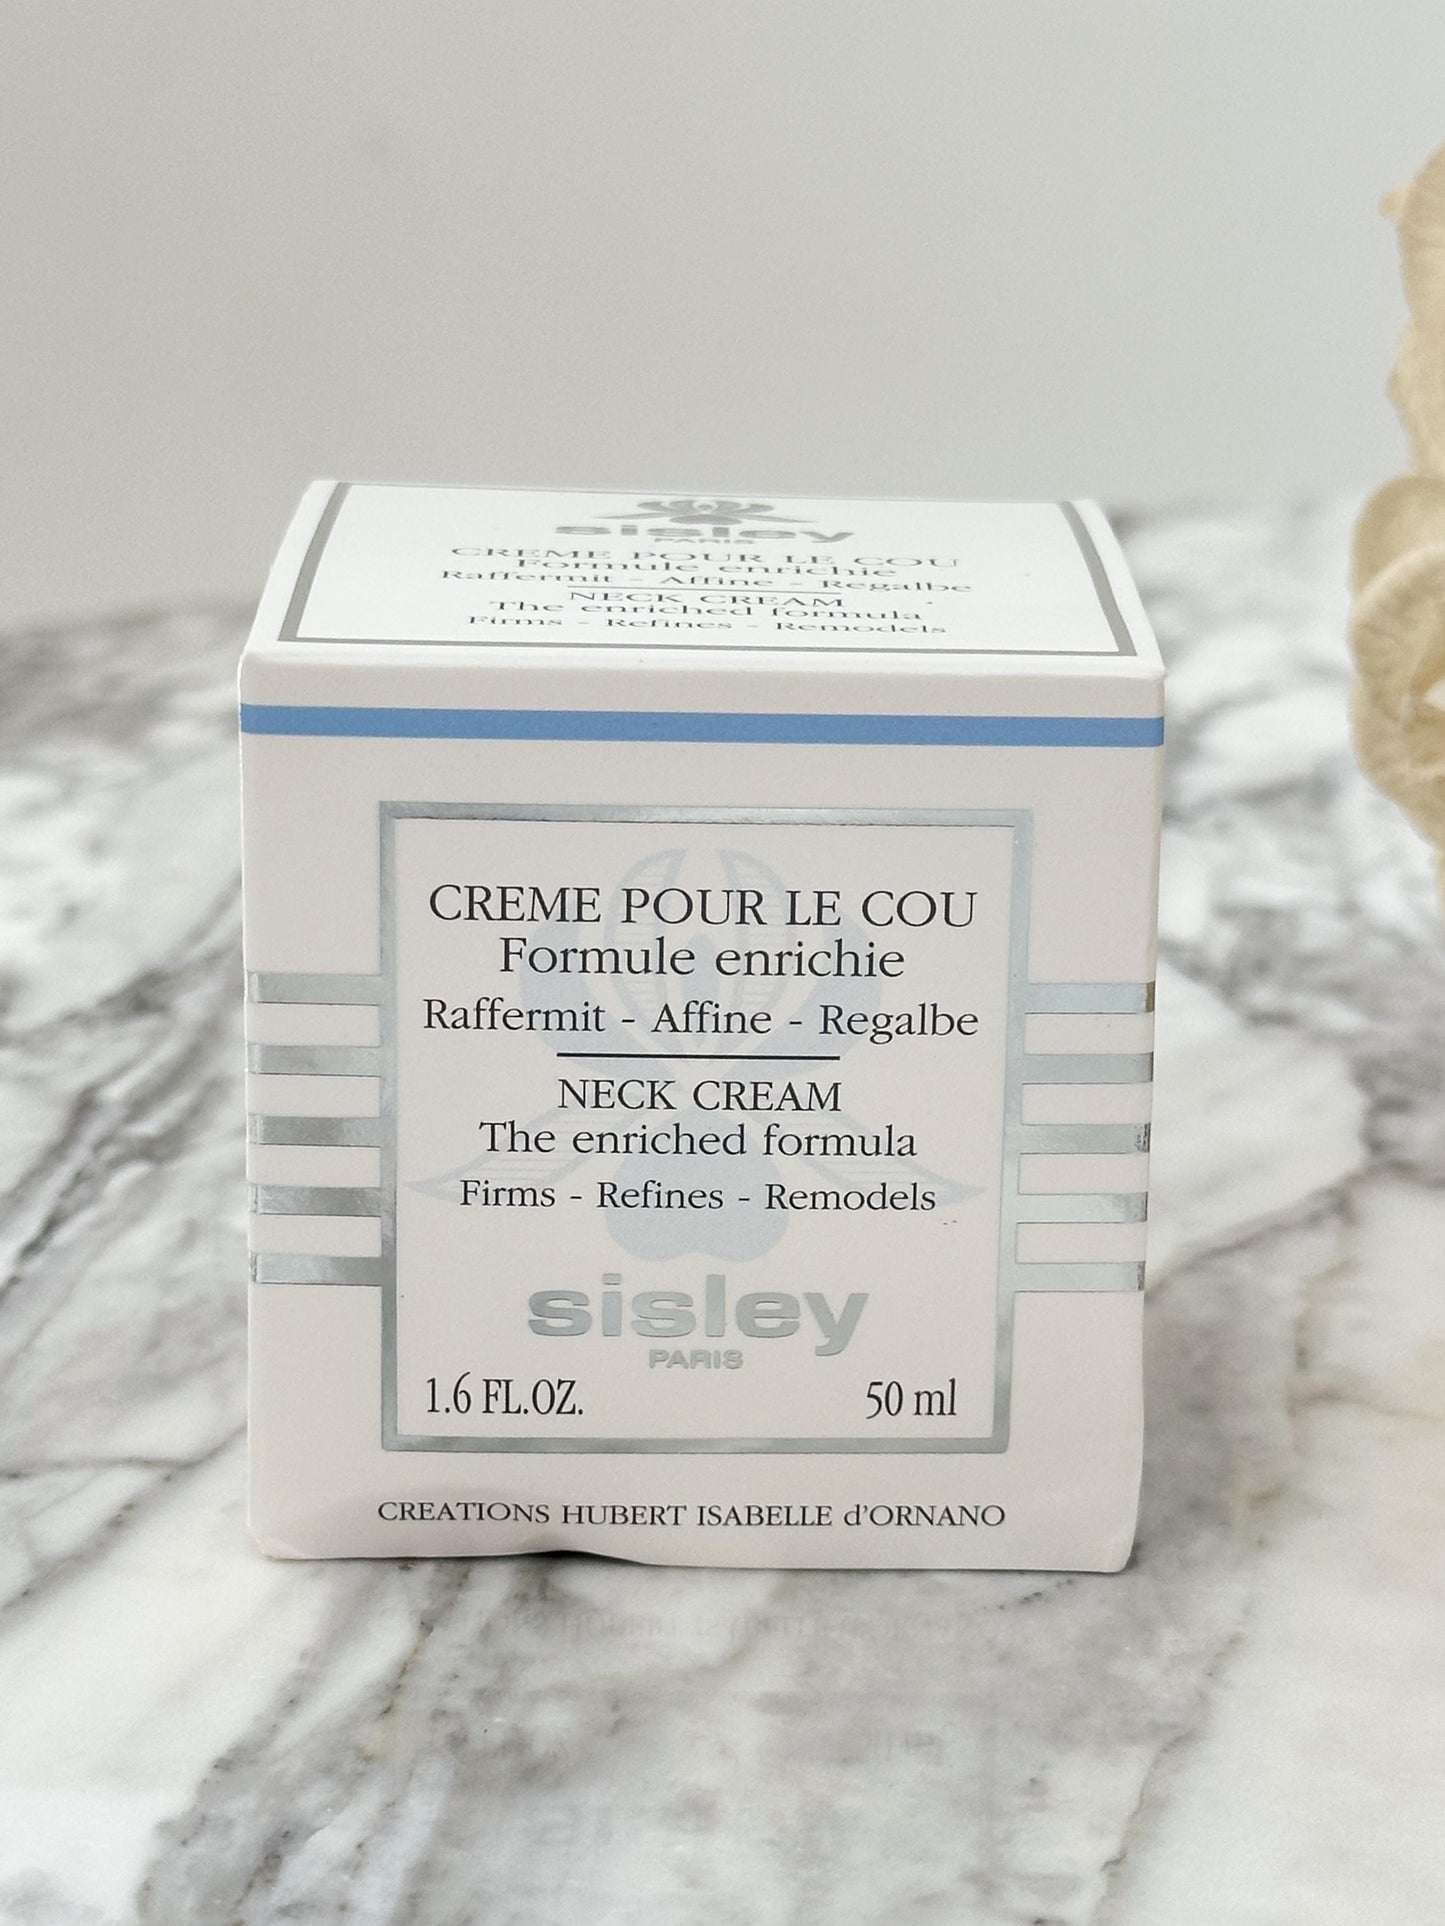 sisley
PARIS
CREME POUR LE COU
Formule enrichie
Raffermit - Affine - Regalbe
NECK CREAM
The enriched formula
Firms - Refines - Remodels
CREME POUR LE COU
Formule enrichie
Raffermit - Affine - Regalbe
NECK CREAM
The enriched formula
Firms - Refines - Remodels
sisley
PARIS
1.6 FL.OZ. 50 ml
CREATIONS HUBERT ISABELLE d'ORNANO